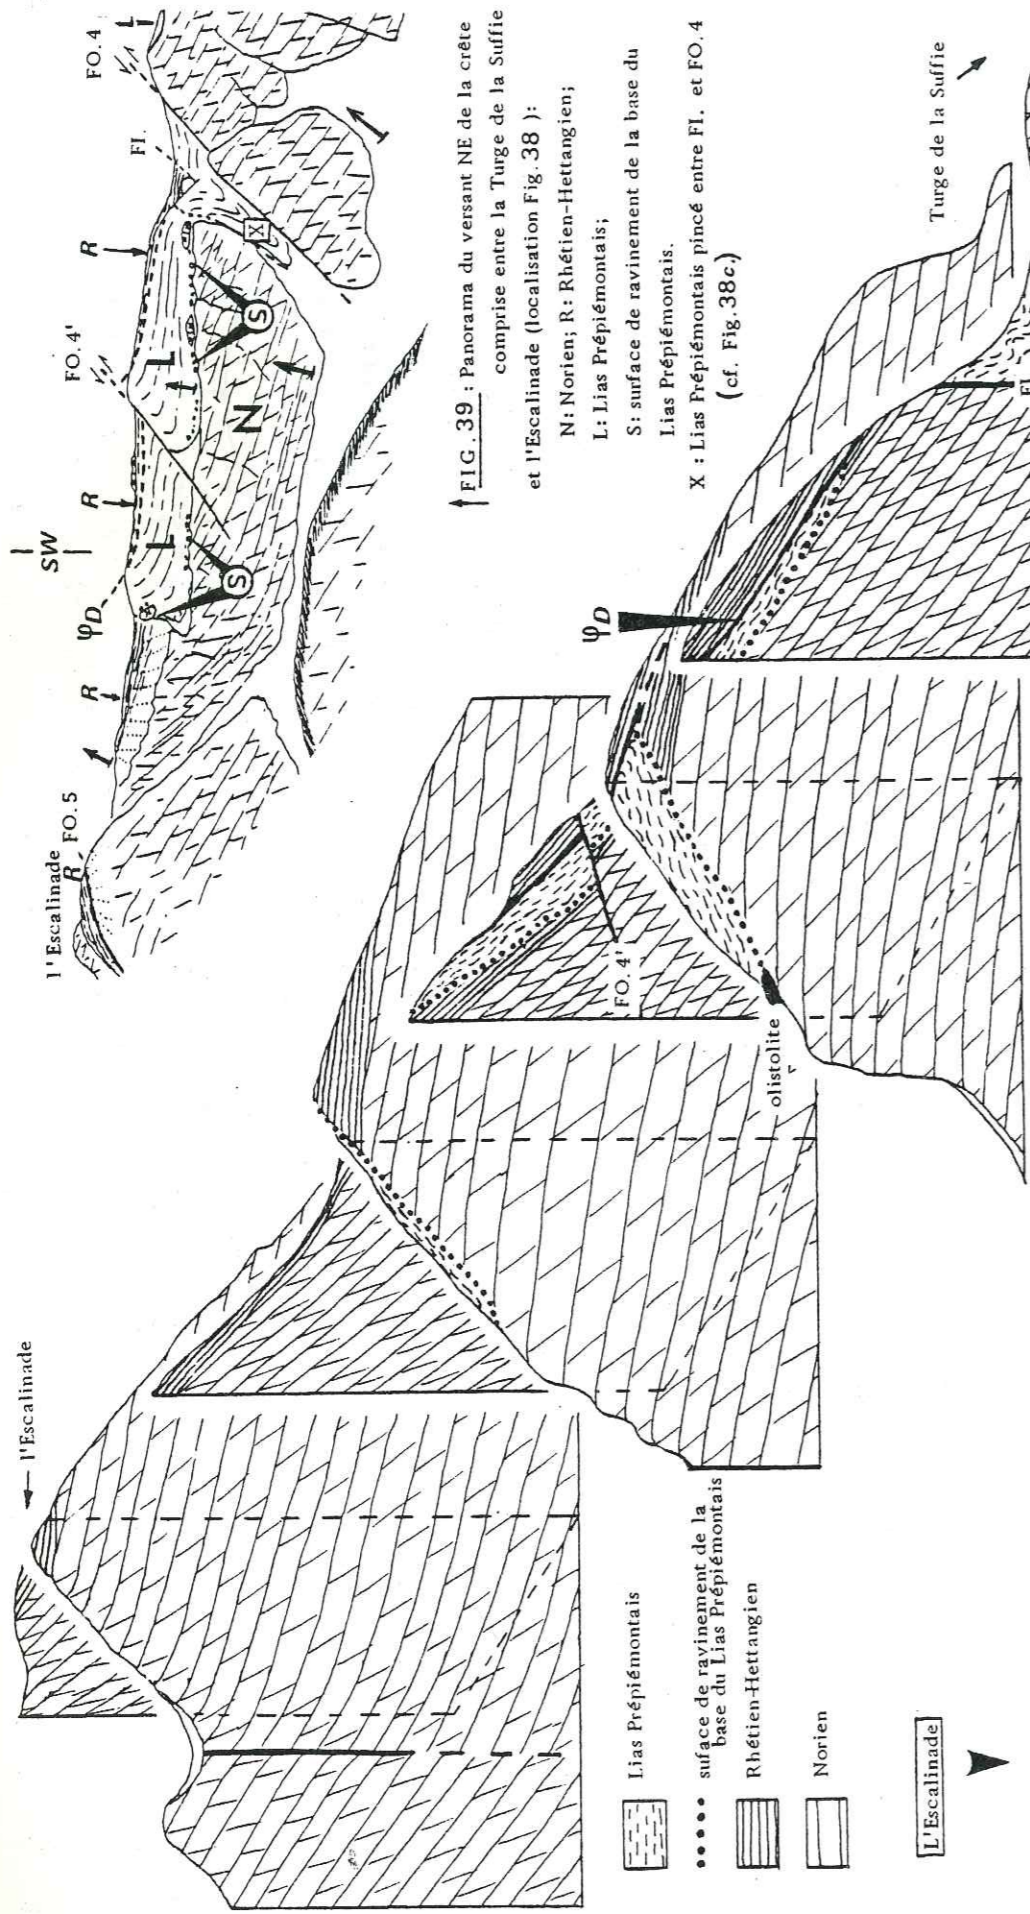 l'Escalinade
R
FO. 5
R
φD
SW
R
FO. 4'
R
FI.
FO. 4
L
L
L
N
S
S
X
FIG. 39 : Panorama du versant NE de la crête
comprise entre la Turge de la Suffie
et l'Escalinade (localisation Fig. 38 ):
N: Norien; R: Rhétien-Hettangien;
L: Lias Prépiémontais;
S: surface de ravinement de la base du
Lias Prépiémontais.
X : Lias Prépiémontais pincé entre FI. et FO. 4
(cf. Fig. 38c.)
l'Escalinade
FO. 4'
olistolite
φD
FI
Turge de la Suffie
Lias Prépiémontais
suface de ravinement de la
base du Lias Prépiémontais
Rhétien-Hettangien
Norien
L'Escalinade